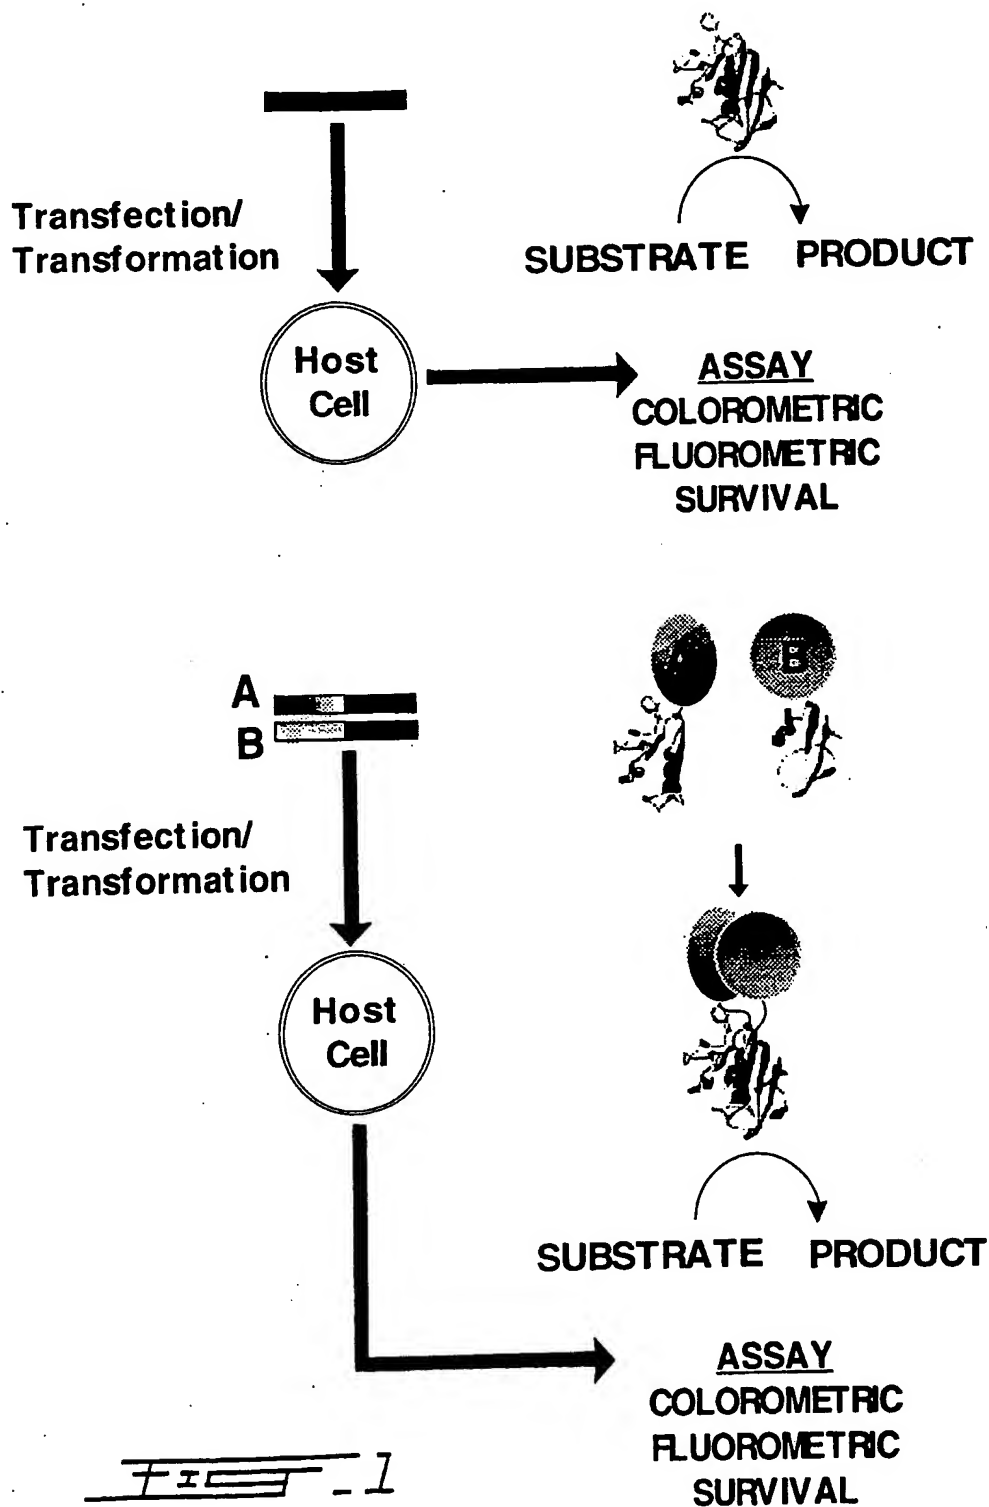 Transfection/
Transformation
SUBSTRATE PRODUCT
Host
Cell
ASSAY
COLOROMETRIC
FLUOROMETRIC
SURVIVAL
A
B
A
B
Transfection/
Transformation
Host
Cell
SUBSTRATE PRODUCT
ASSAY
COLOROMETRIC
FLUOROMETRIC
SURVIVAL
FIG_1